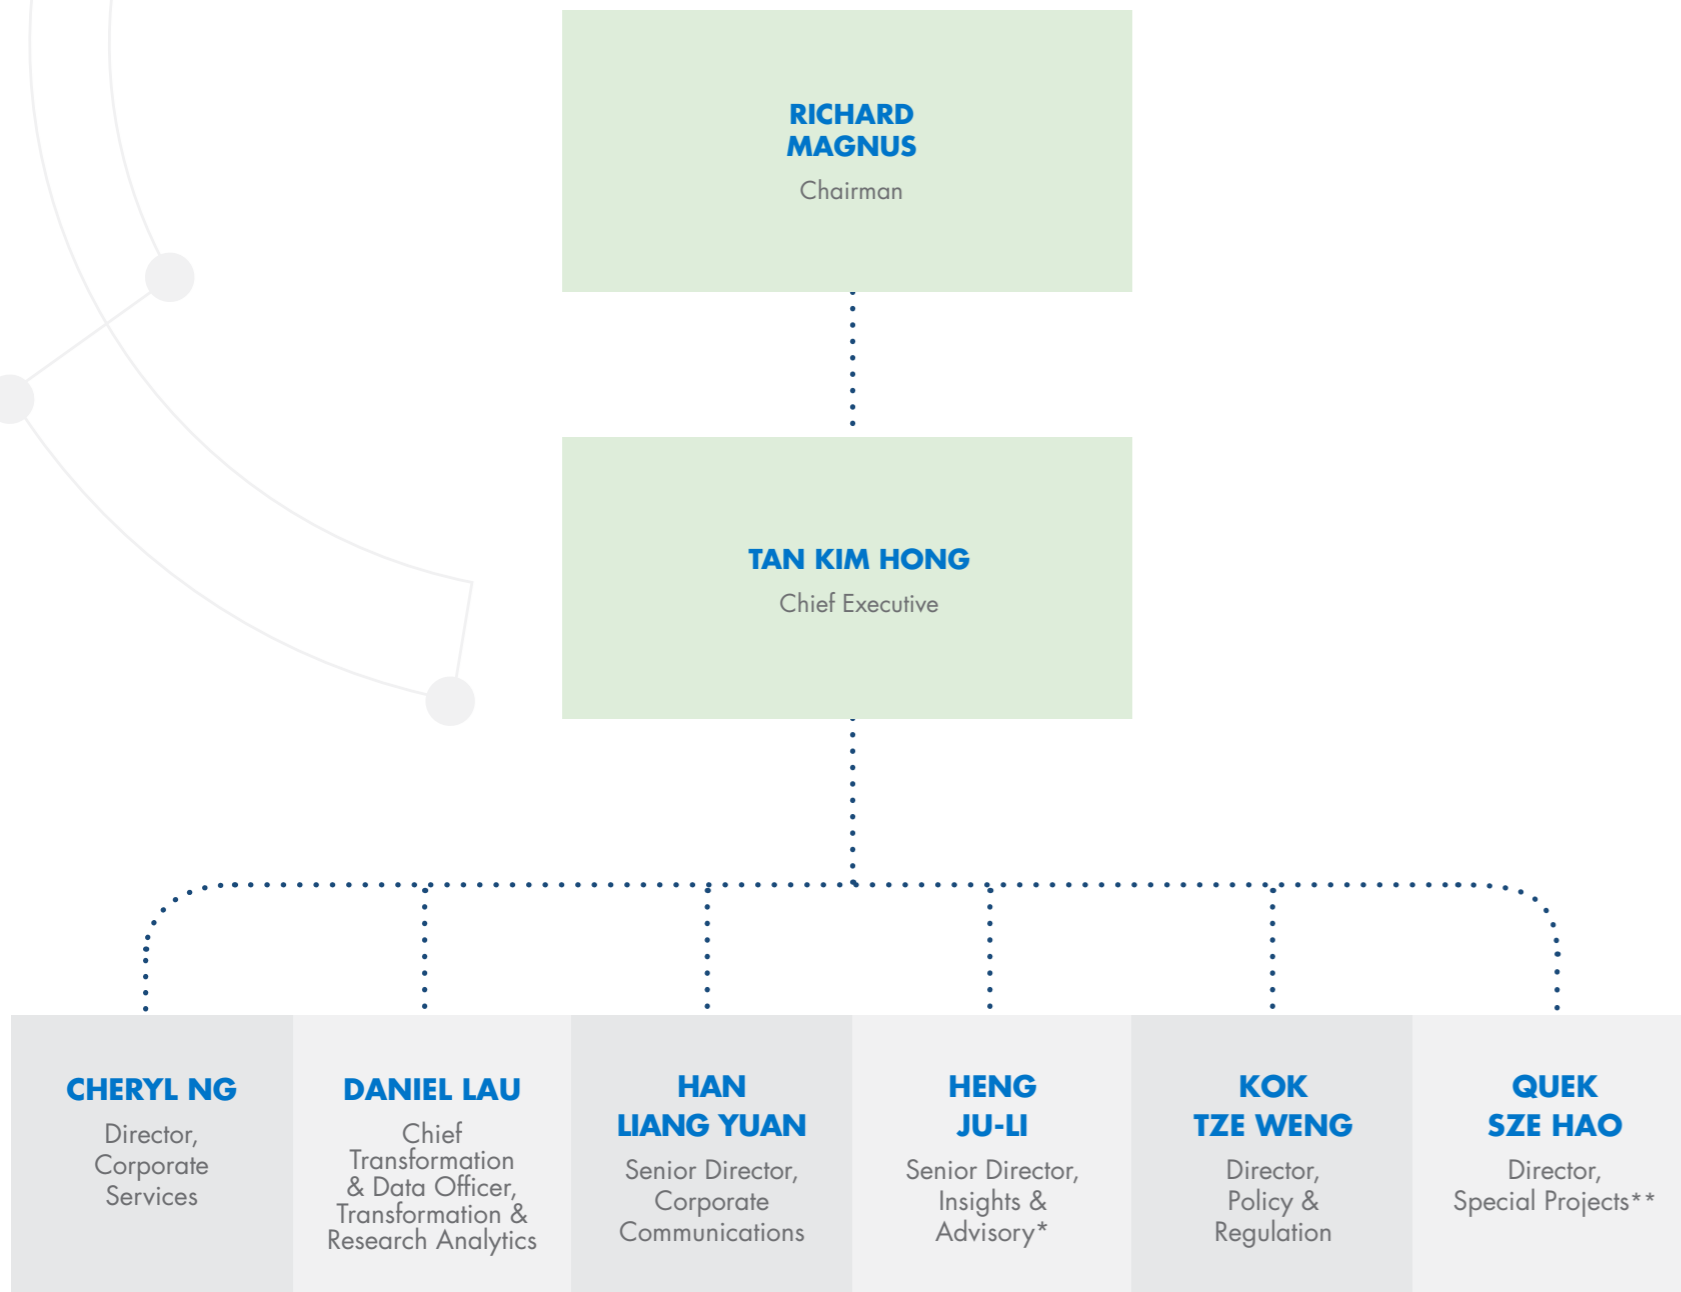 RICHARD
MAGNUS
Chairman
TAN KIM HONG
Chief Executive
CHERYL NG
Director,
Corporate
Services
DANIEL LAU
Chief
Transformation
& Data Officer,
Transformation &
Research Analytics
HAN
LIANG YUAN
Senior Director,
Corporate
Communications
HENG
JU-LI
Senior Director,
Insights &
Advisory*
KOK
TZE WENG
Director,
Policy &
Regulation
QUEK
SZE HAO
Director,
Special Projects**